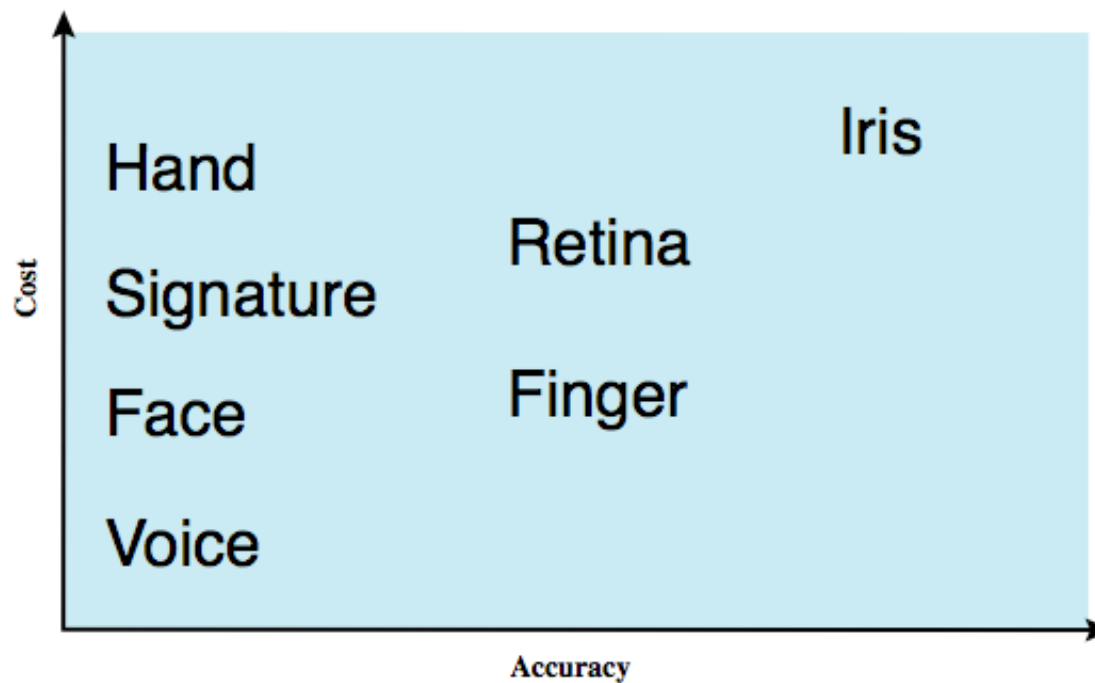 Iris
Hand
Retina
Signature
Cost
Finger
Face
Voice
Accuracy